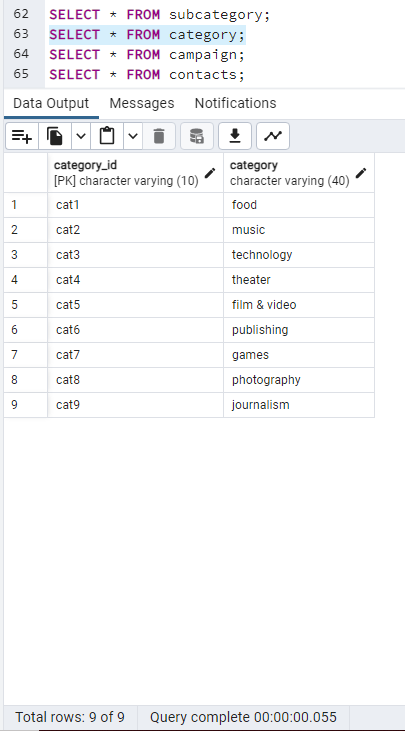 62 SELECT * FROM subcategory;
63 SELECT * FROM category;
64 SELECT * FROM campaign;
65 SELECT * FROM contacts;
Data Output Messages Notifications
category_id category
[PK] character varying (10) character varying (40)
1 cat1 food
2 cat2 music
3 cat3 technology
4 cat4 theater
5 cat5 film & video
6 cat6 publishing
7 cat7 games
8 cat8 photography
9 cat9 journalism
Total rows: 9 of 9 Query complete 00:00:00.055